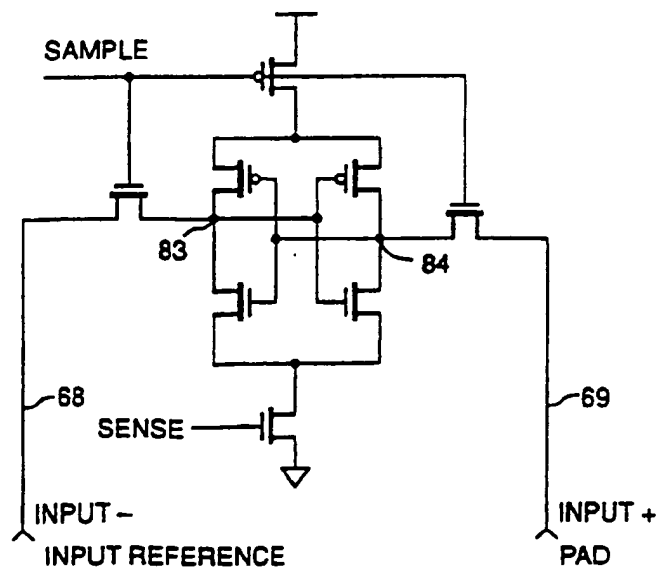 SAMPLE
83
84
68
69
SENSE
INPUT –
INPUT REFERENCE
INPUT +
PAD